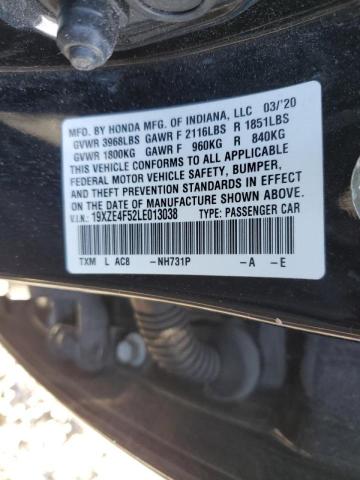 MFD. BY HONDA MFG. OF INDIANA, LLC 03/'20
GVWR 3968LBS GAWR F 2116LBS R 1851LBS
GVWR 1800KG GAWR F 960KG R 840KG
THIS VEHICLE CONFORMS TO ALL APPLICABLE
FEDERAL MOTOR VEHICLE SAFETY, BUMPER,
AND THEFT PREVENTION STANDARDS IN EFFECT
ON THE DATE OF MANUFACTURE SHOWN ABOVE.
V.I.N.: 19XZE4F52LE013038 TYPE: PASSENGER CAR
TXM L AC8 -NH731P -A -E